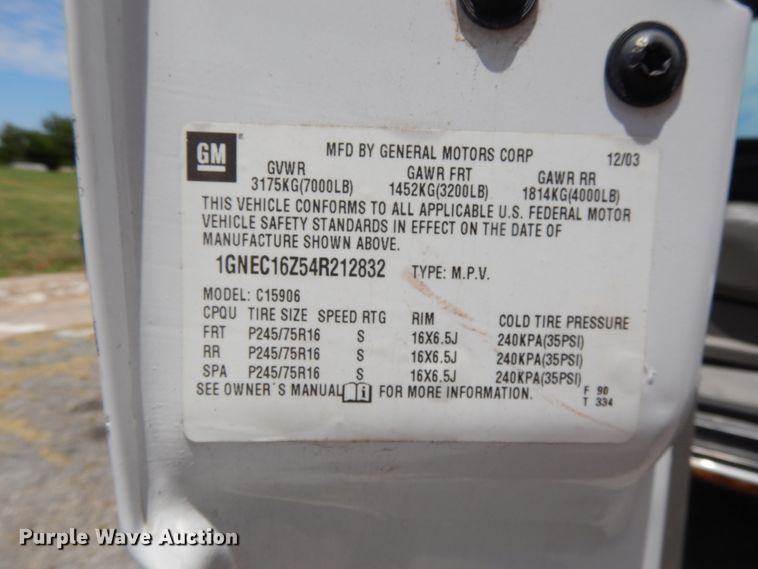 GM
MFD BY GENERAL MOTORS CORP 12/03
GVWR GAWR FRT GAWR RR
3175KG(7000LB) 1452KG(3200LB) 1814KG(4000LB)
THIS VEHICLE CONFORMS TO ALL APPLICABLE U.S. FEDERAL MOTOR
VEHICLE SAFETY STANDARDS IN EFFECT ON THE DATE OF
MANUFACTURE SHOWN ABOVE.
1GNEC16Z54R212832 TYPE: M.P.V.
MODEL: C15906
CPQU TIRE SIZE SPEED RTG RIM COLD TIRE PRESSURE
FRT P245/75R16 S 16X6.5J 240KPA(35PSI)
RR P245/75R16 S 16X6.5J 240KPA(35PSI)
SPA P245/75R16 S 16X6.5J 240KPA(35PSI)
SEE OWNER'S MANUAL FOR MORE INFORMATION.
F 90
T 334
Purple Wave Auction